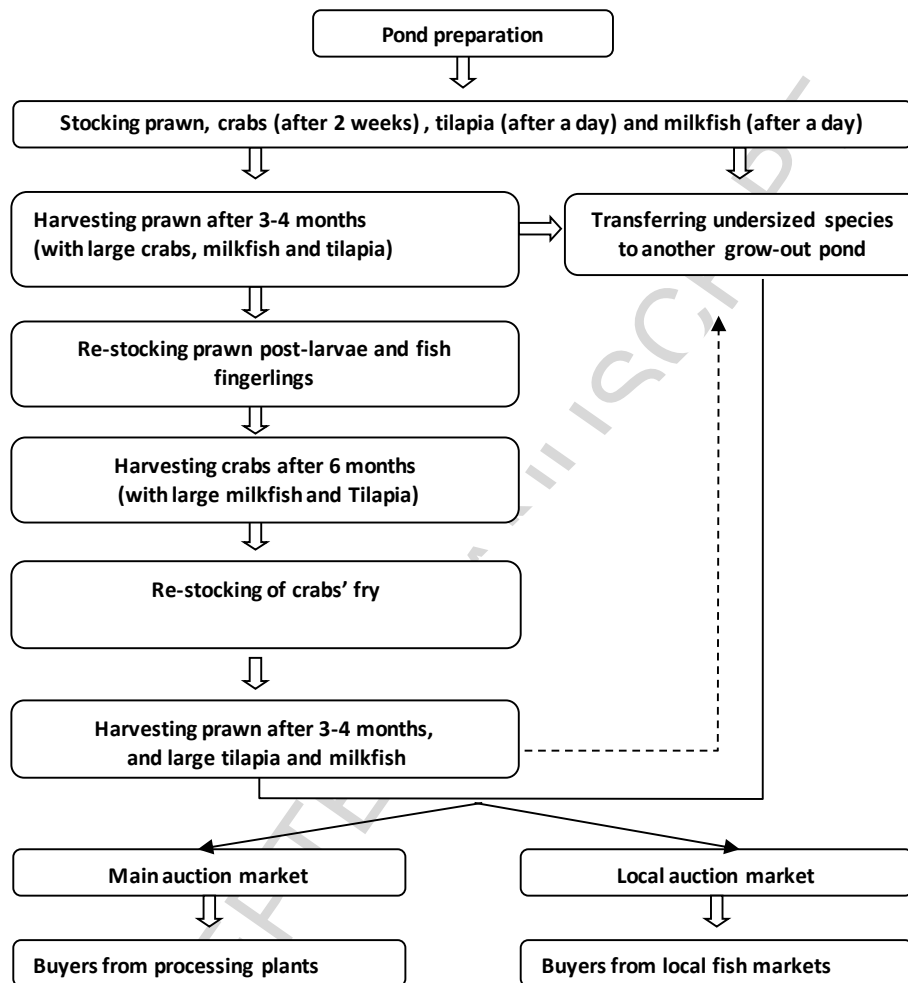 Pond preparation
Stocking prawn, crabs (after 2 weeks) , tilapia (after a day) and milkfish (after a day)
Harvesting prawn after 3-4 months
(with large crabs, milkfish and tilapia)
Transferring undersized species
to another grow-out pond
Re-stocking prawn post-larvae and fish
fingerlings
Harvesting crabs after 6 months
(with large milkfish and Tilapia)
Re-stocking of crabs' fry
Harvesting prawn after 3-4 months,
and large tilapia and milkfish
Main auction market
Local auction market
Buyers from processing plants
Buyers from local fish markets